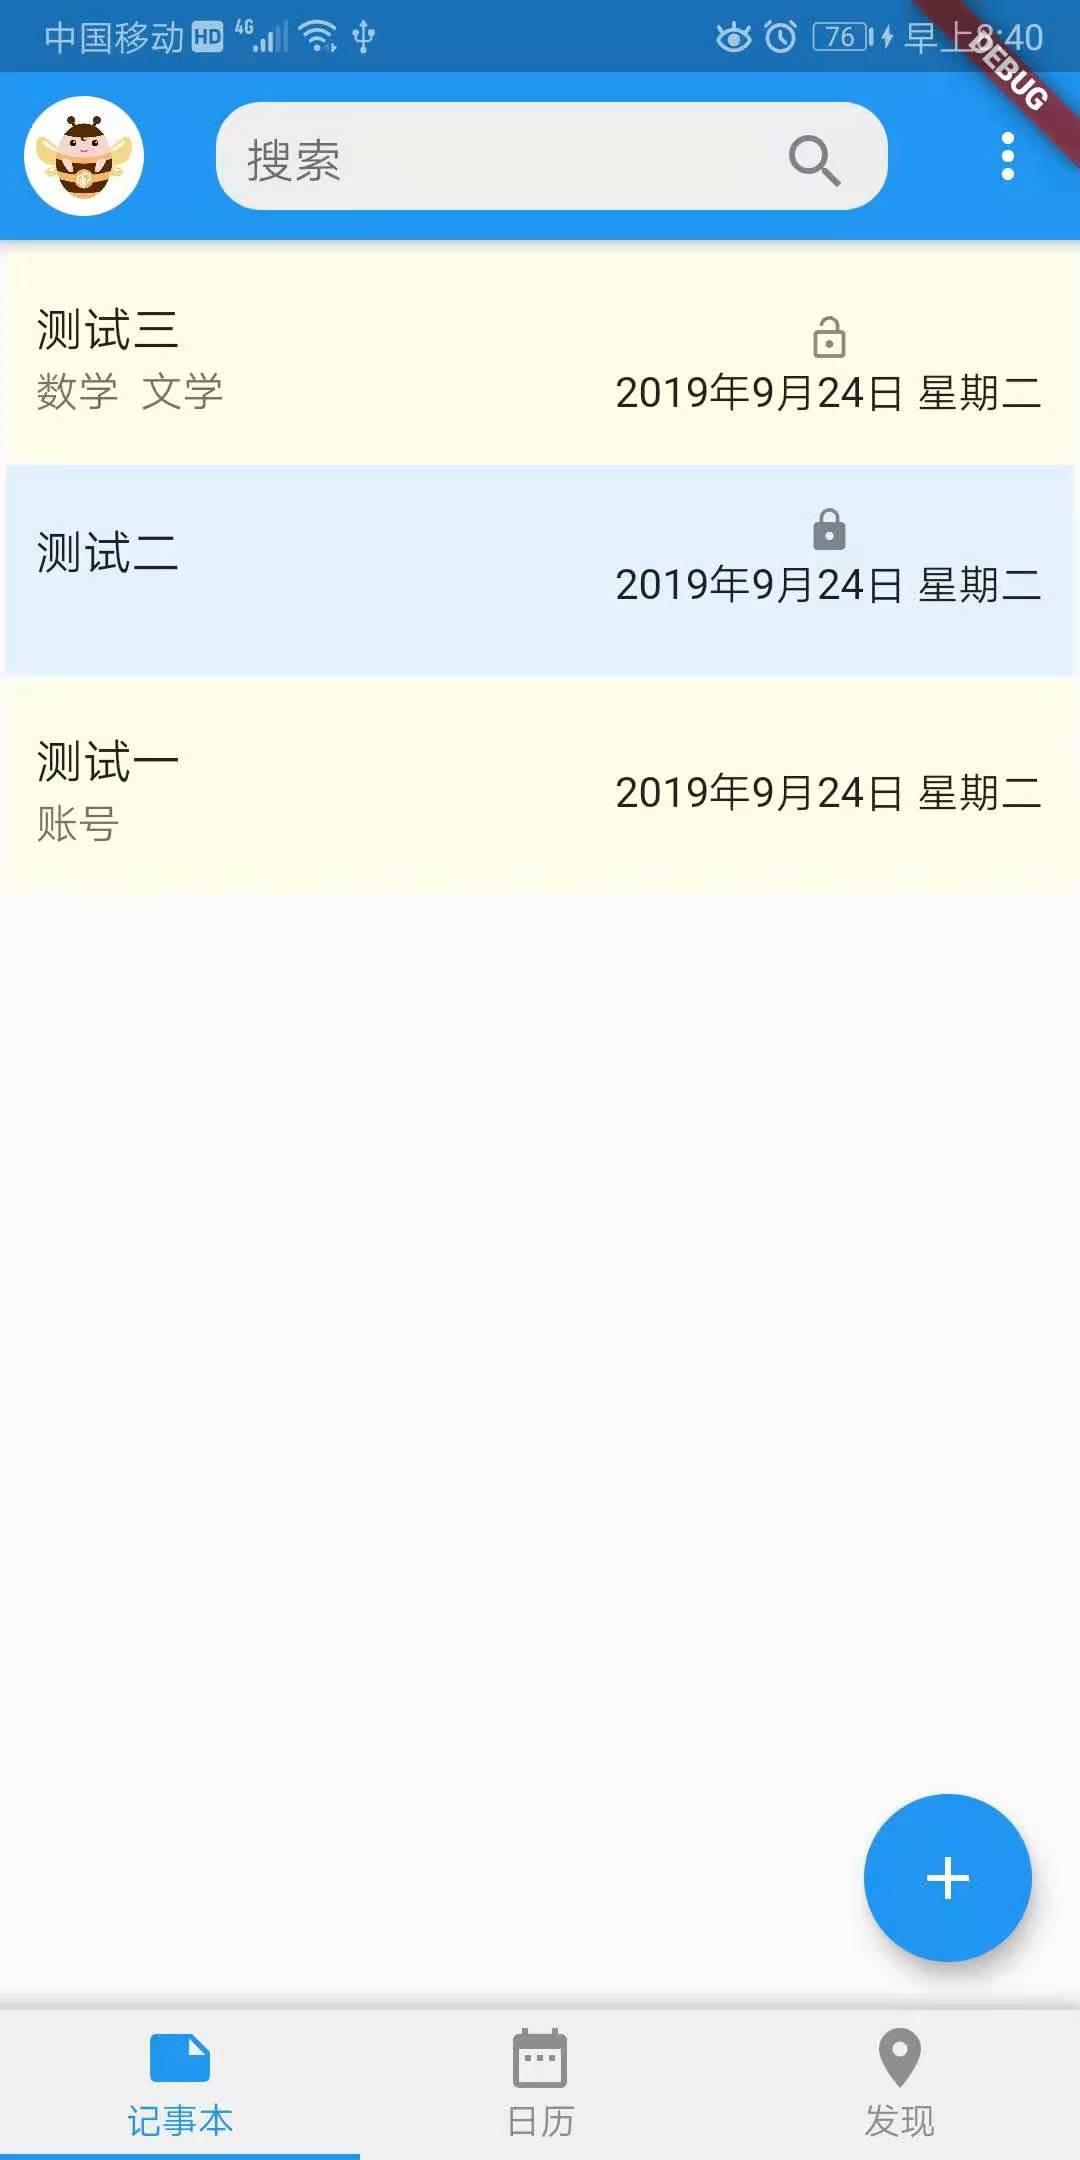 中国移动 HD 4G 76 早上8:40
DEBUG
搜索
测试三
数学 文学
2019年9月24日 星期二
测试二
2019年9月24日 星期二
测试一
账号
2019年9月24日 星期二
记事本 日历 发现